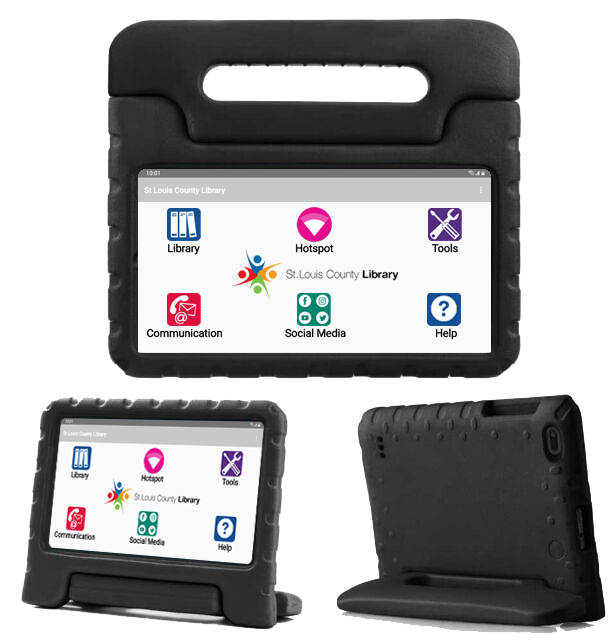 10:01
St Louis County Library
Library
Hotspot
Tools
St.Louis County Library
Communication
Social Media
Help
St Louis County Library
Library
Hotspot
Tools
St.Louis County Library
Communication
Social Media
Help